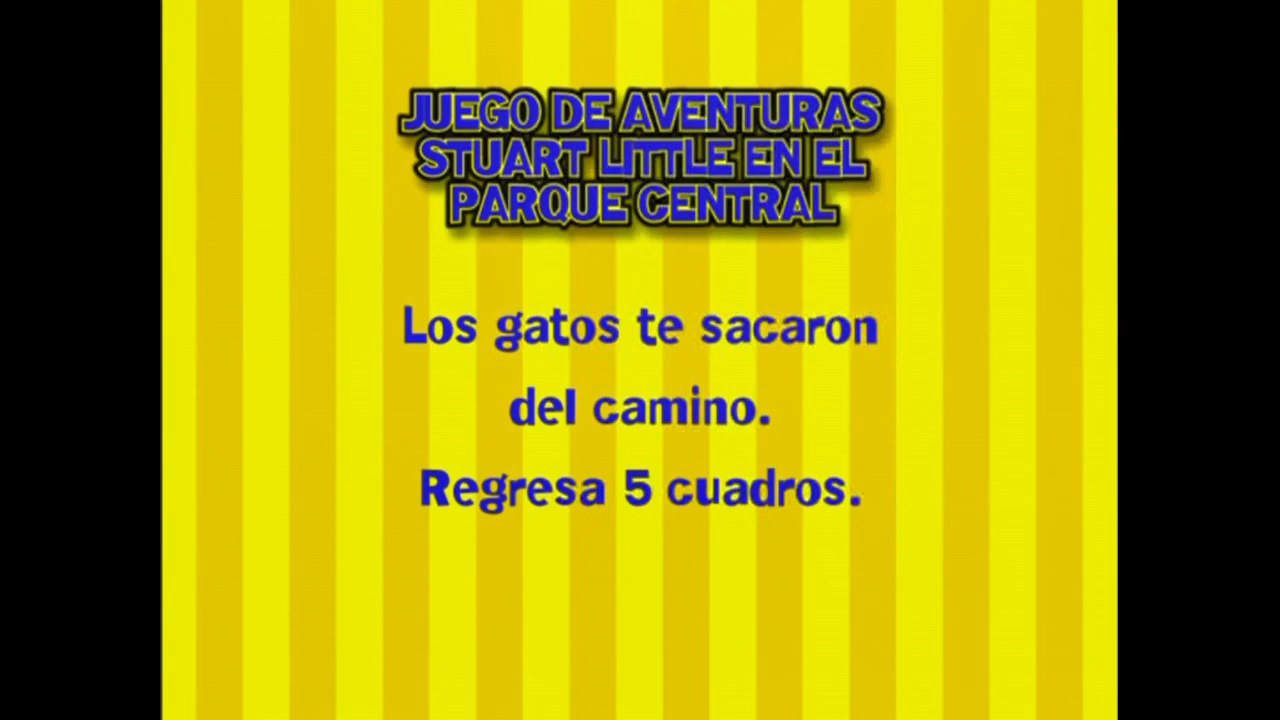 JUEGO DE AVENTURAS
STUART LITTLE EN EL
PARQUE CENTRAL
Los gatos te sacaron
del camino.
Regresa 5 cuadros.